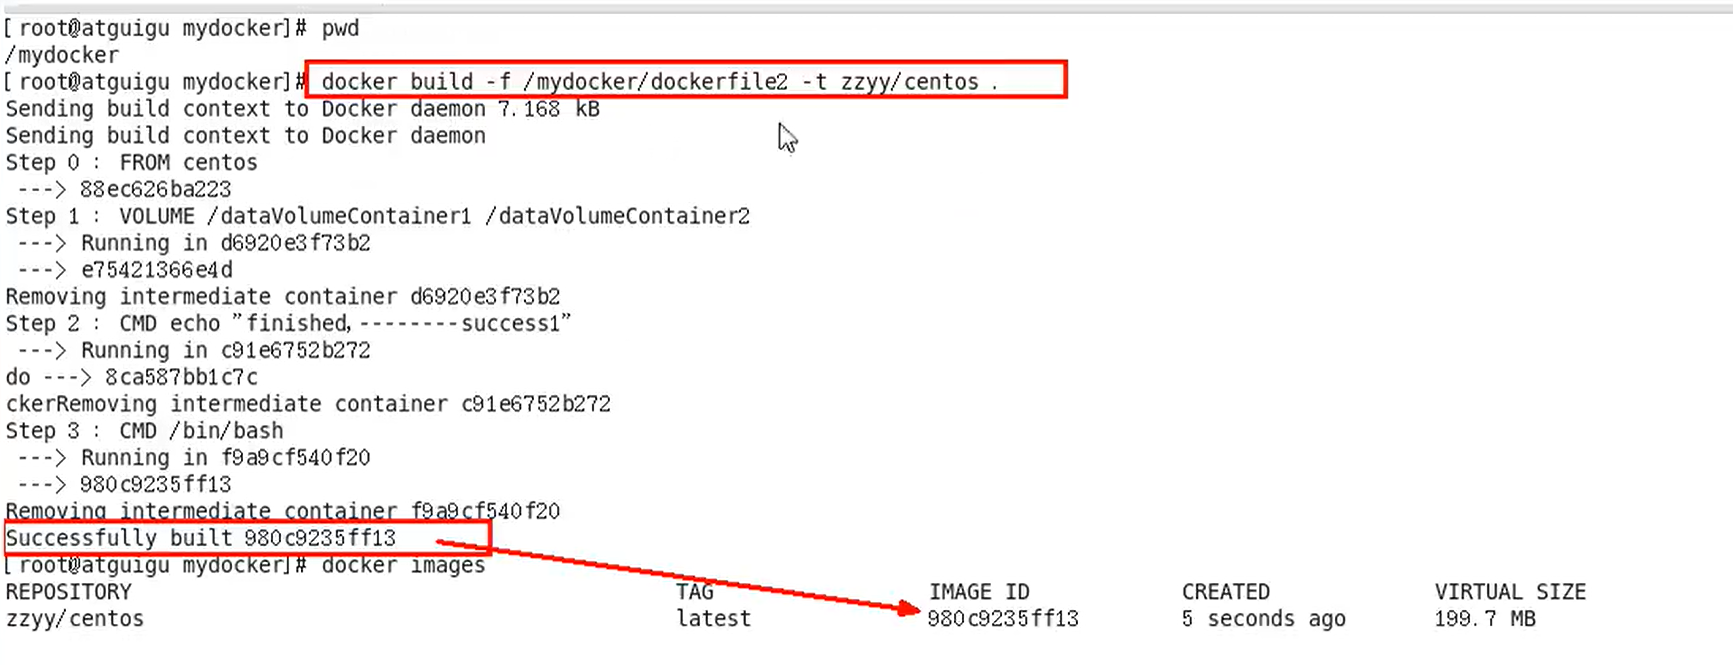 [root@atguigu mydocker]# pwd
/mydocker
[root@atguigu mydocker]# docker build -f /mydocker/dockerfile2 -t zzyy/centos .
Sending build context to Docker daemon 7.168 kB
Sending build context to Docker daemon
Step 0 : FROM centos
 ---> 88ec626ba223
Step 1 : VOLUME /dataVolumeContainer1 /dataVolumeContainer2
 ---> Running in d6920e3f73b2
 ---> e75421366e4d
Removing intermediate container d6920e3f73b2
Step 2 : CMD echo "finished,--------success1"
 ---> Running in c91e6752b272
do ---> 8ca587bb1c7c
ckerRemoving intermediate container c91e6752b272
Step 3 : CMD /bin/bash
 ---> Running in f9a9cf540f20
 ---> 980c9235ff13
Removing intermediate container f9a9cf540f20
Successfully built 980c9235ff13
[root@atguigu mydocker]# docker images
REPOSITORY TAG IMAGE ID CREATED VIRTUAL SIZE
zzyy/centos latest 980c9235ff13 5 seconds ago 199.7 MB